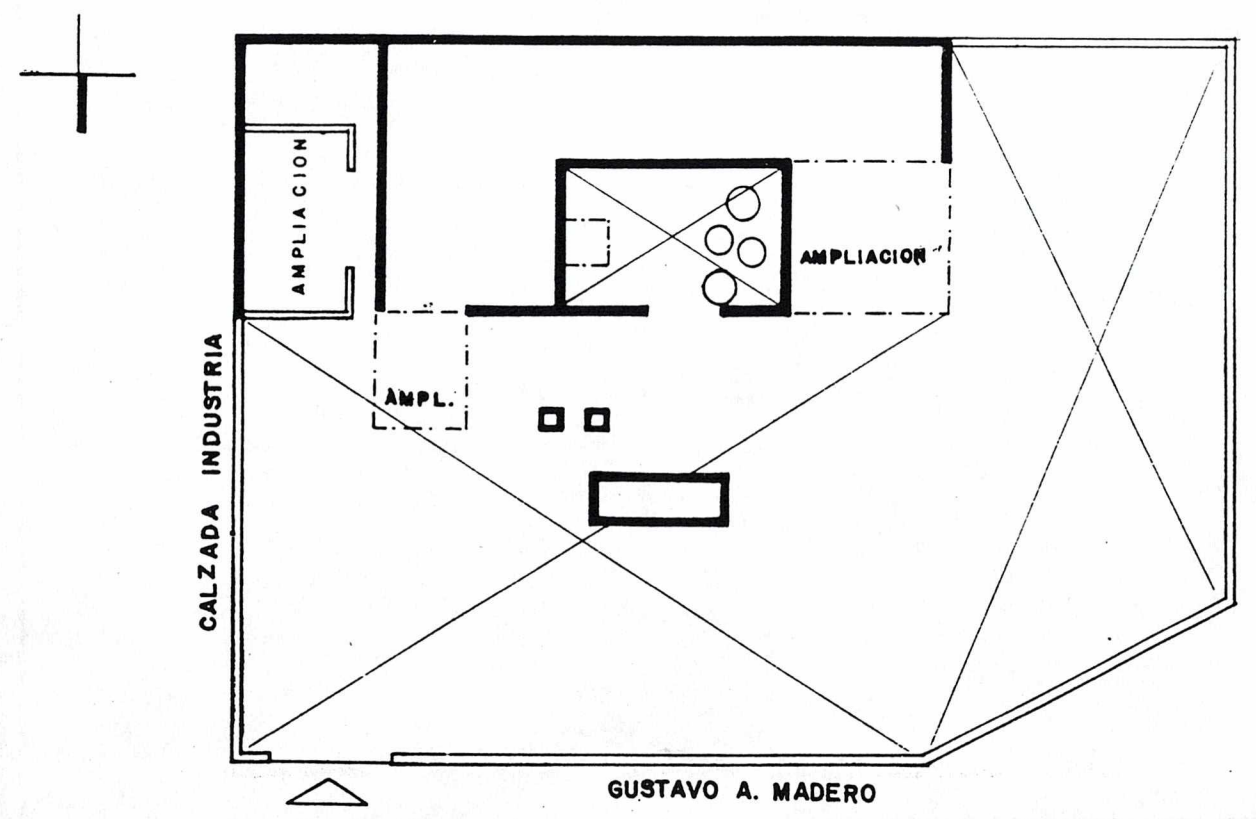 AMPLIACION
AMPLIACION
AMPL.
CALZADA INDUSTRIA
GUSTAVO A. MADERO